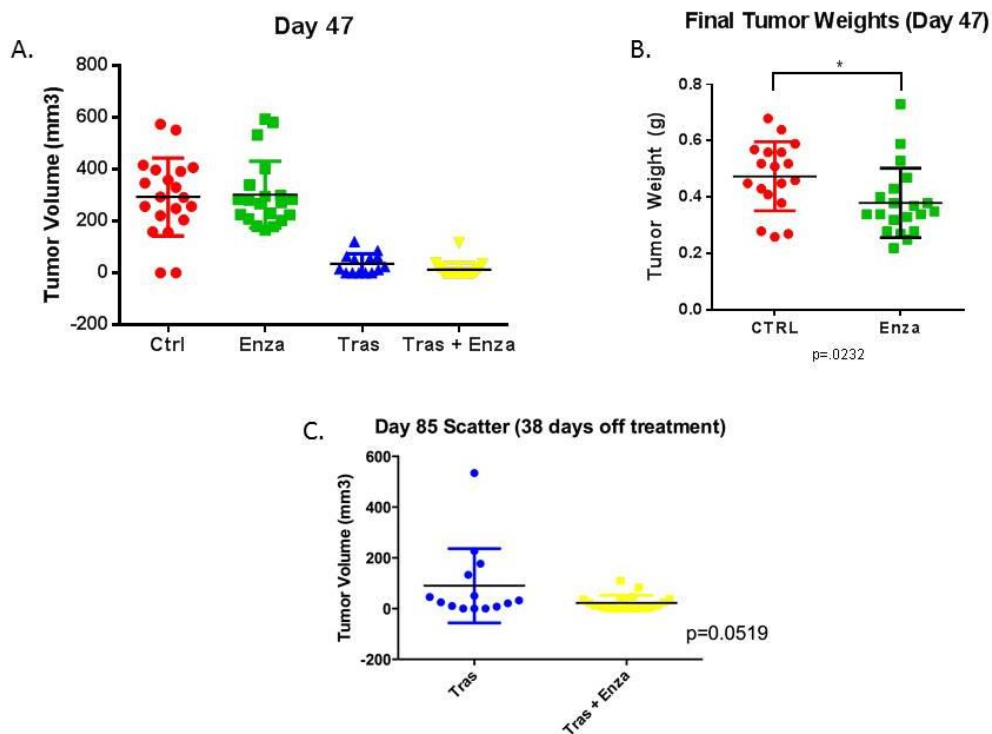 A.
Day 47
Tumor Volume (mm3)
800
600
400
200
0
-200
Ctrl Enza Tras Tras + Enza
Final Tumor Weights (Day 47)
B.
*
Tumor Weight (g)
0.8
0.6
0.4
0.2
0.0
CTRL Enza
p=.0232
C.
Day 85 Scatter (38 days off treatment)
Tumor Volume (mm3)
600
400
200
0
-200
p=0.0519
Tras
Tras + Enza